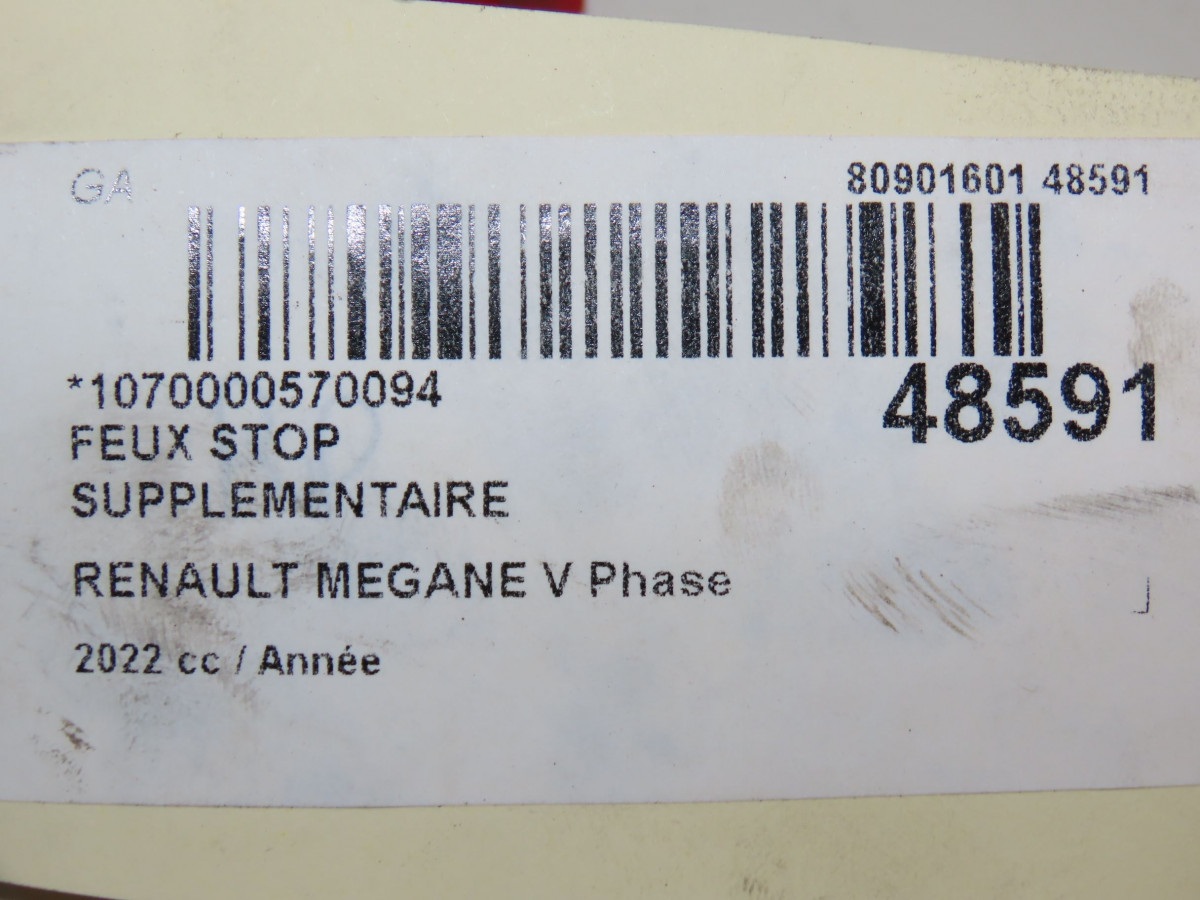 GA
80901601 48591
*1070000570094
48591
FEUX STOP
SUPPLEMENTAIRE
RENAULT MEGANE V Phase
2022 cc / Année